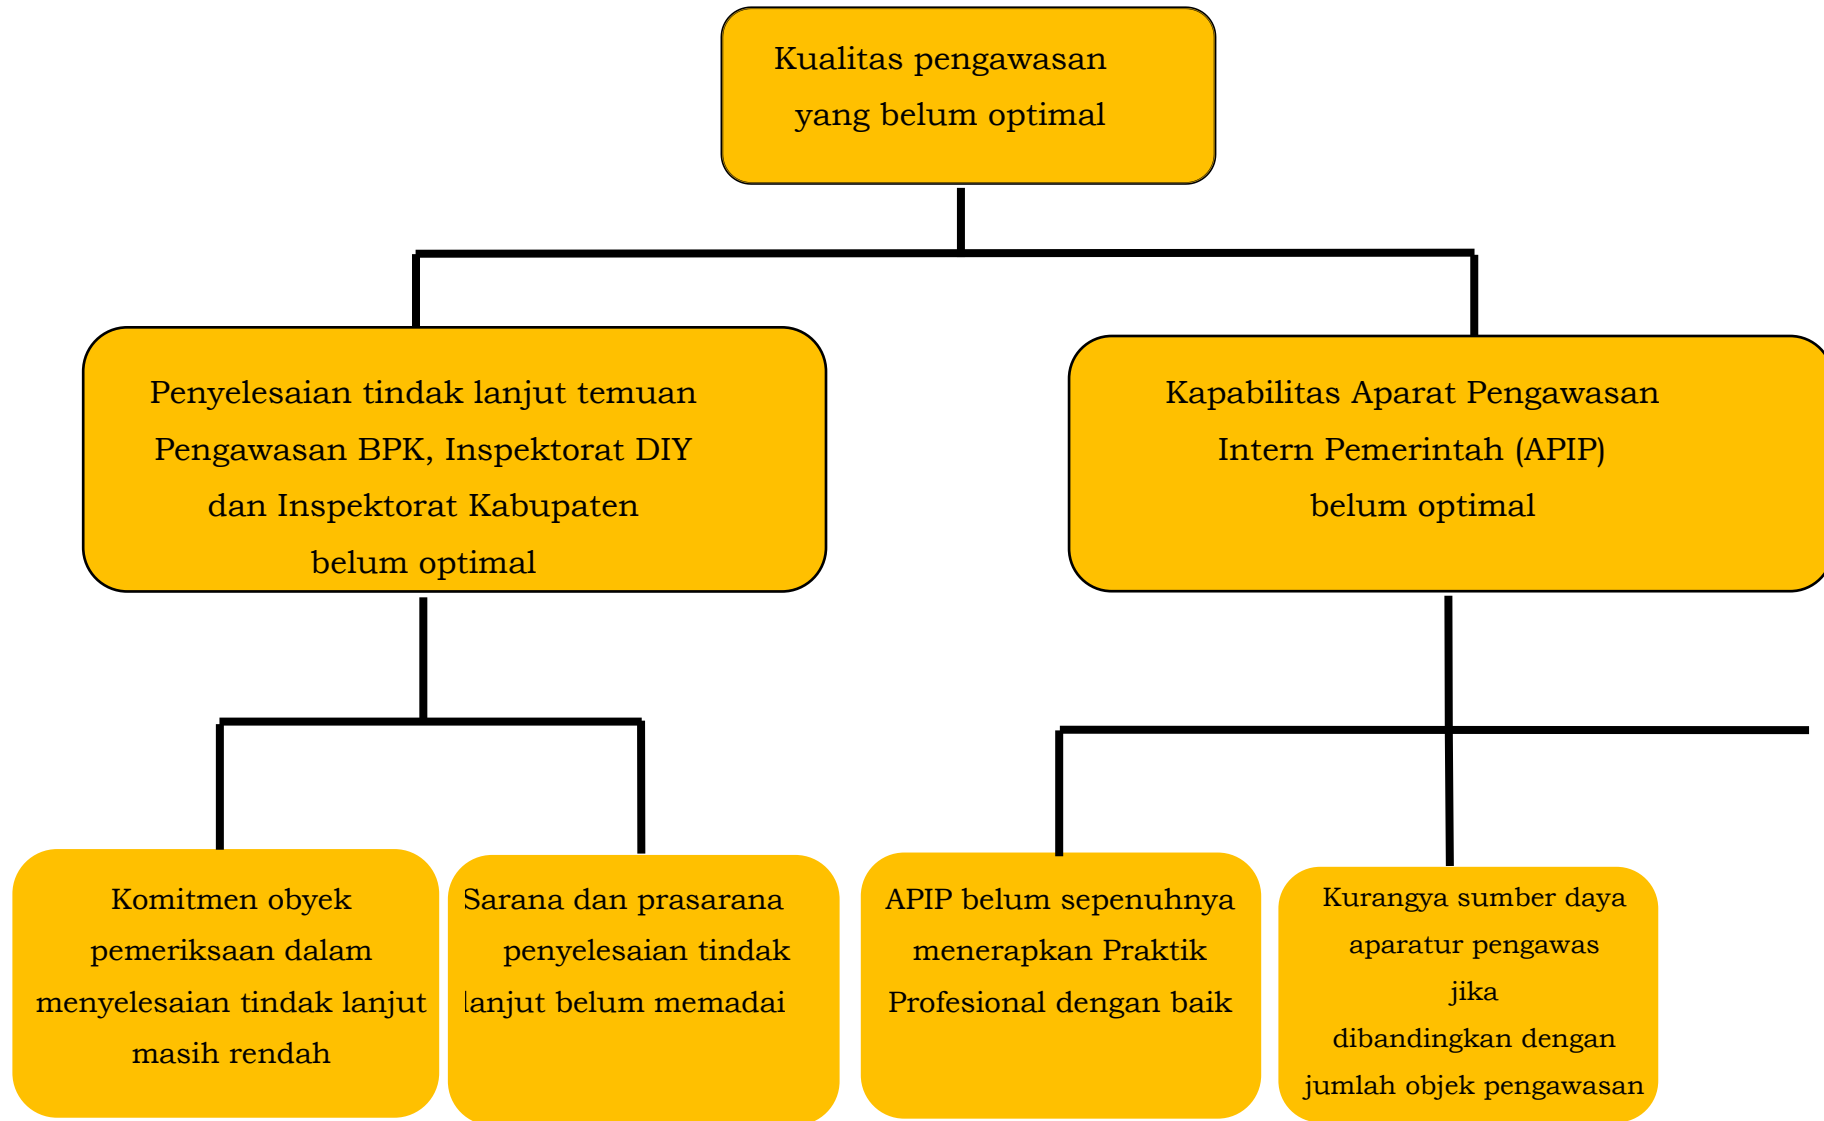 Kualitas pengawasan
yang belum optimal
Penyelesaian tindak lanjut temuan
Pengawasan BPK, Inspektorat DIY
dan Inspektorat Kabupaten
belum optimal
Kapabilitas Aparat Pengawasan
Intern Pemerintah (APIP)
belum optimal
Komitmen obyek
pemeriksaan dalam
menyelesaian tindak lanjut
masih rendah
Sarana dan prasarana
penyelesaian tindak
lanjut belum memadai
APIP belum sepenuhnya
menerapkan Praktik
Profesional dengan baik
Kurangya sumber daya
aparatur pengawas
jika
dibandingkan dengan
jumlah objek pengawasan